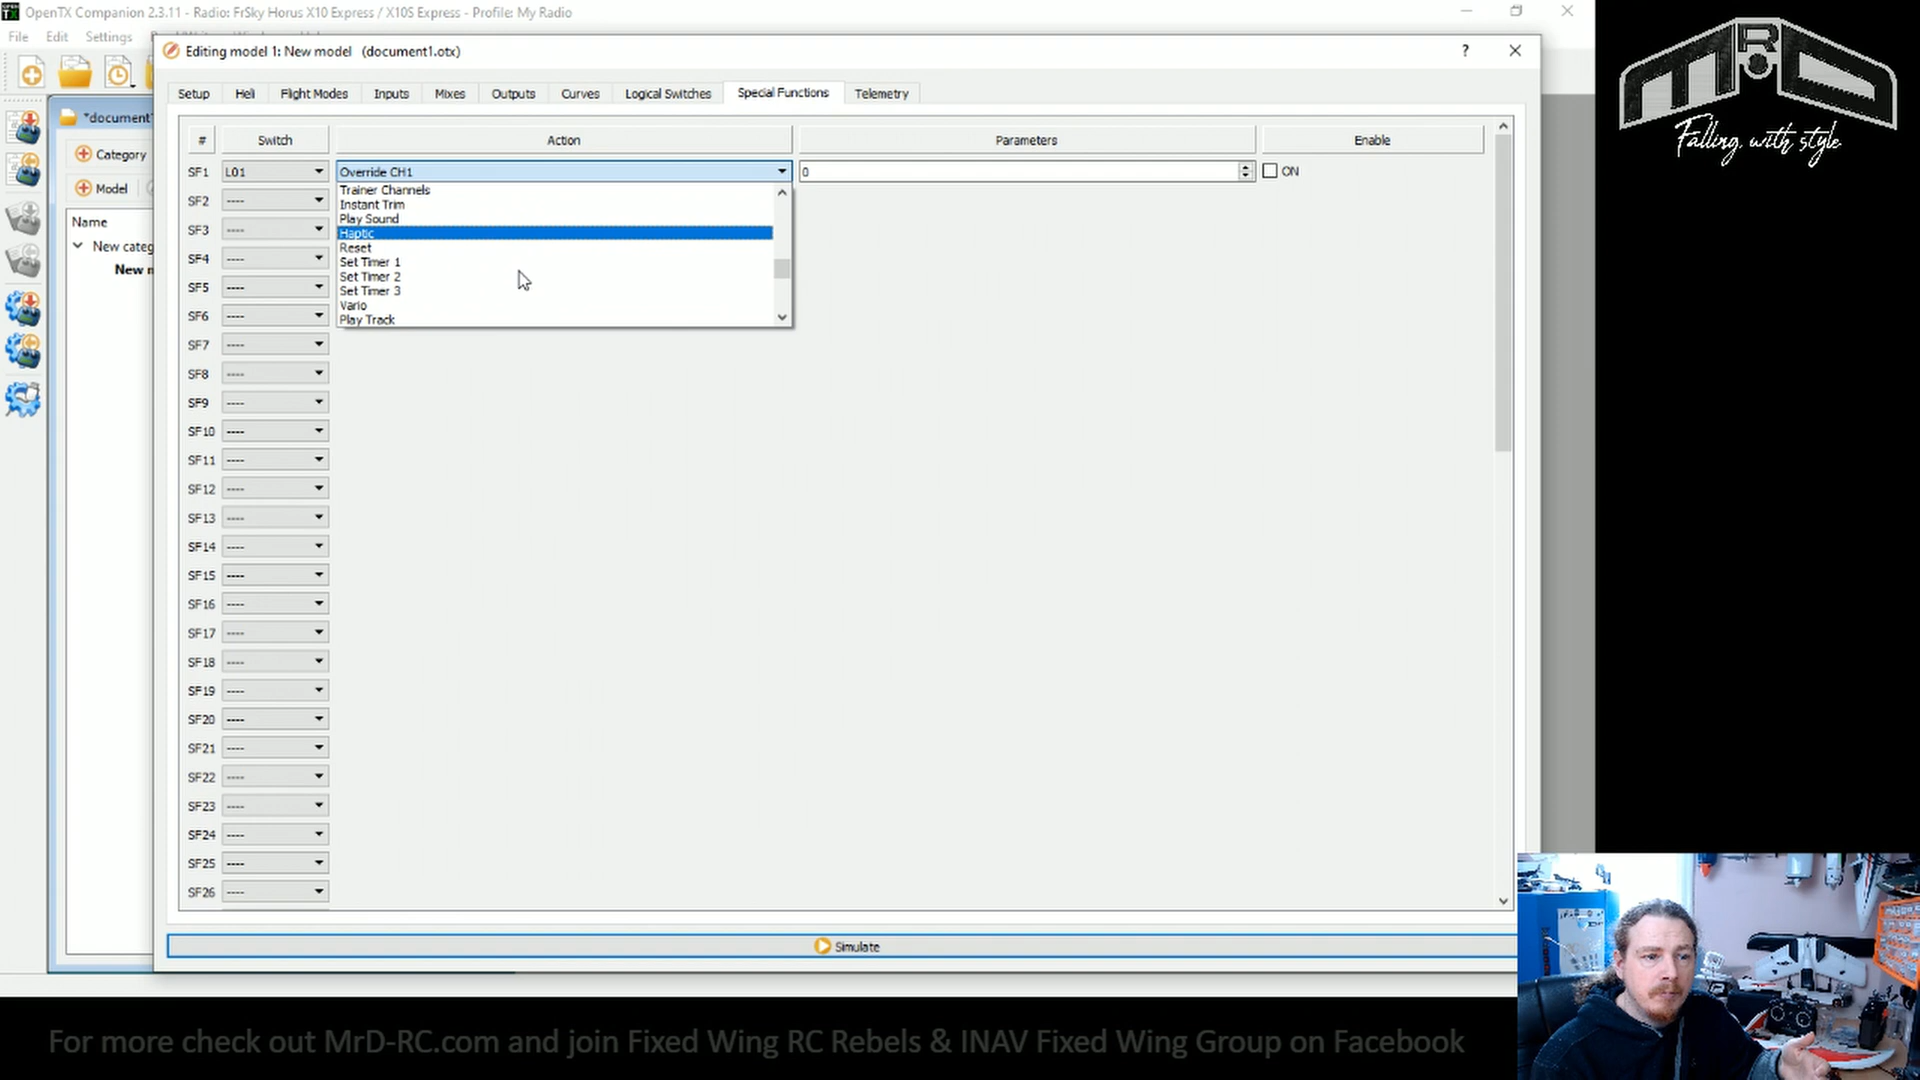 OpenTX Companion 2.3.11 - Radio: FrSky Horus X10 Express / X10S Express - Profile: My Radio
File Edit Settings
Editing model 1: New model (document1.otx)
Setup Heli Flight Modes Inputs Mixes Outputs Curves Logical Switches Special Functions Telemetry
*document
Category
Model
Name
New categ
New m
# Switch Action Parameters Enable
SF1 L01 Override CH1 0 ON
Trainer Channels
Instant Trim
Play Sound
Haptic
Reset
Set Timer 1
Set Timer 2
Set Timer 3
Vario
Play Track
SF2 ----
SF3 ----
SF4 ----
SF5 ----
SF6 ----
SF7 ----
SF8 ----
SF9 ----
SF10 ----
SF11 ----
SF12 ----
SF13 ----
SF14 ----
SF15 ----
SF16 ----
SF17 ----
SF18 ----
SF19 ----
SF20 ----
SF21 ----
SF22 ----
SF23 ----
SF24 ----
SF25 ----
SF26 ----
Simulate
MRD
Falling with style
For more check out MrD-RC.com and join Fixed Wing RC Rebels & INAV Fixed Wing Group on Facebook